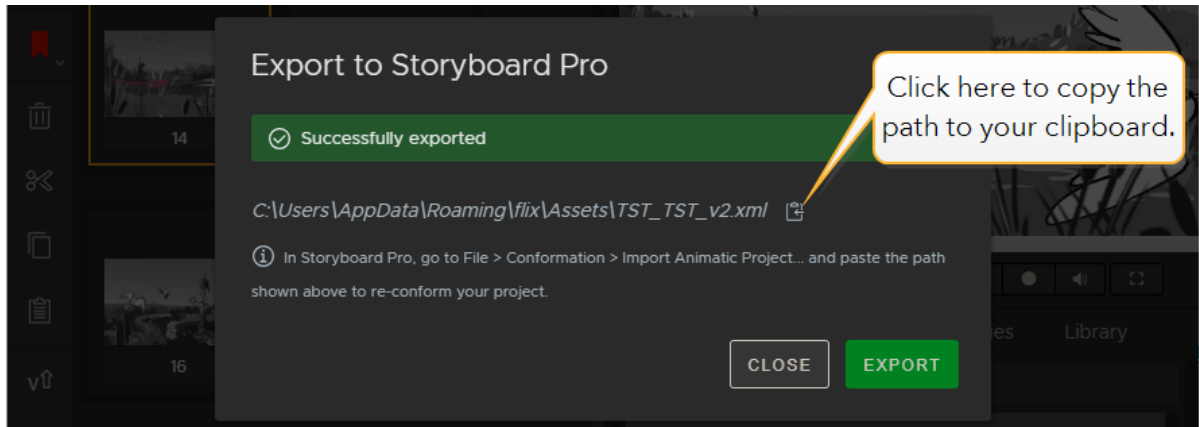 Export to Storyboard Pro
Click here to copy the
path to your clipboard.
14
Successfully exported
C:\Users\AppData\Roaming\flix\Assets\TST_TST_v2.xml
In Storyboard Pro, go to File > Conformation > Import Animatic Project... and paste the path
shown above to re-conform your project.
Library
16
CLOSE
EXPORT
V